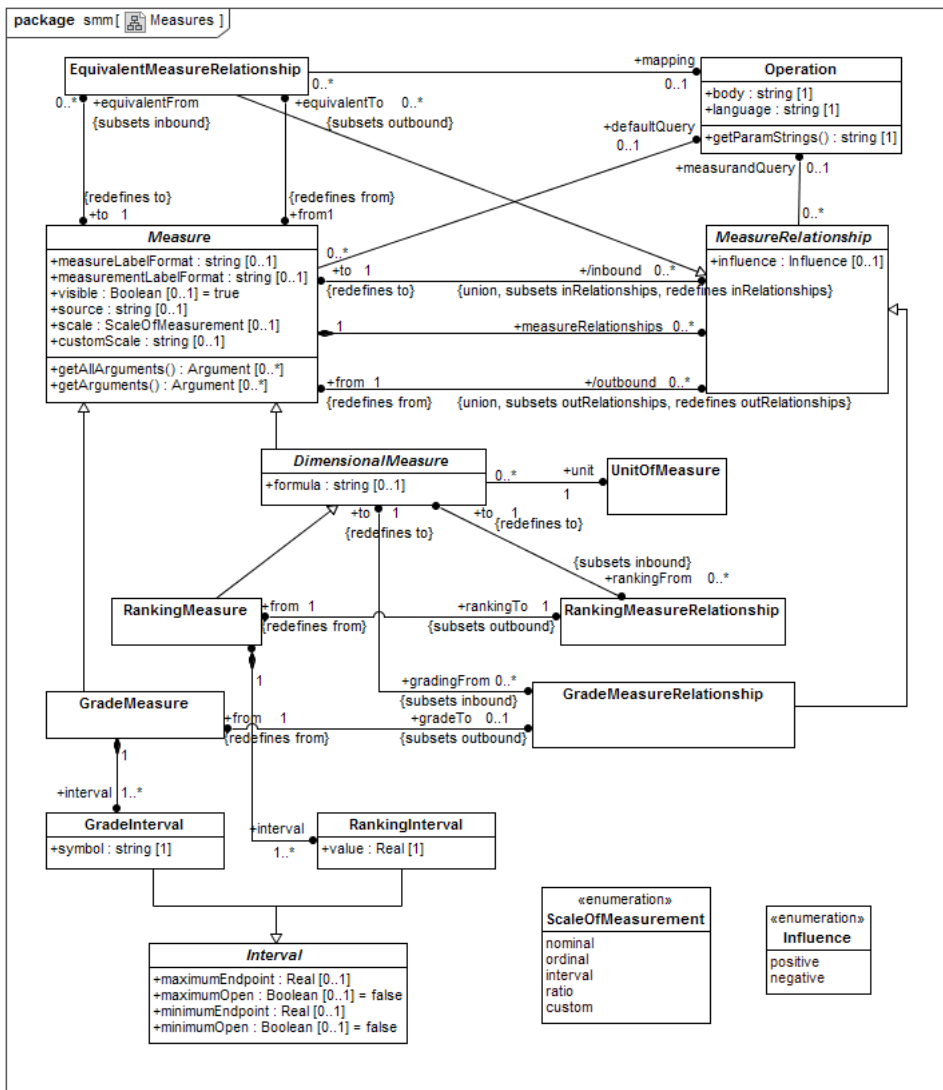 package smm[ Measures ]
EquivalentMeasureRelationship
0..*
+mapping
0..1
Operation
+body : string [1]
+language : string [1]
+getParamStrings() : string [1]
0..* +equivalentFrom
{subsets inbound}
+equivalentTo 0..*
{subsets outbound}
+defaultQuery
0..1
+measurandQuery 0..1
{redefines to}
+to 1
{redefines from}
+from1
0..*
Measure
+measureLabelFormat : string [0..1]
+measurementLabelFormat : string [0..1]
+visible : Boolean [0..1] = true
+source : string [0..1]
+scale : ScaleOfMeasurement [0..1]
+customScale : string [0..1]
+getAllArguments() : Argument [0..*]
+getArguments() : Argument [0..*]
0..*
+to 1
{redefines to}
+/inbound 0..*
{union, subsets inRelationships, redefines inRelationships}
MeasureRelationship
+influence : Influence [0..1]
1
+measureRelationships 0..*
+from 1
{redefines from}
+/outbound 0..*
{union, subsets outRelationships, redefines outRelationships}
DimensionalMeasure
+formula : string [0..1]
0..*
+unit
1
UnitOfMeasure
+to 1
{redefines to}
+to 1
{redefines to}
{subsets inbound}
+rankingFrom 0..*
RankingMeasure
+from 1
{redefines from}
+rankingTo 1
{subsets outbound}
RankingMeasureRelationship
1
+gradingFrom 0..*
{subsets inbound}
GradeMeasure
+from 1
{redefines from}
+gradeTo 0..1
{subsets outbound}
GradeMeasureRelationship
1
+interval 1..*
GradeInterval
+symbol : string [1]
+interval
1..*
RankingInterval
+value : Real [1]
Interval
+maximumEndpoint : Real [0..1]
+maximumOpen : Boolean [0..1] = false
+minimumEndpoint : Real [0..1]
+minimumOpen : Boolean [0..1] = false
«enumeration»
ScaleOfMeasurement
nominal
ordinal
interval
ratio
custom
«enumeration»
Influence
positive
negative